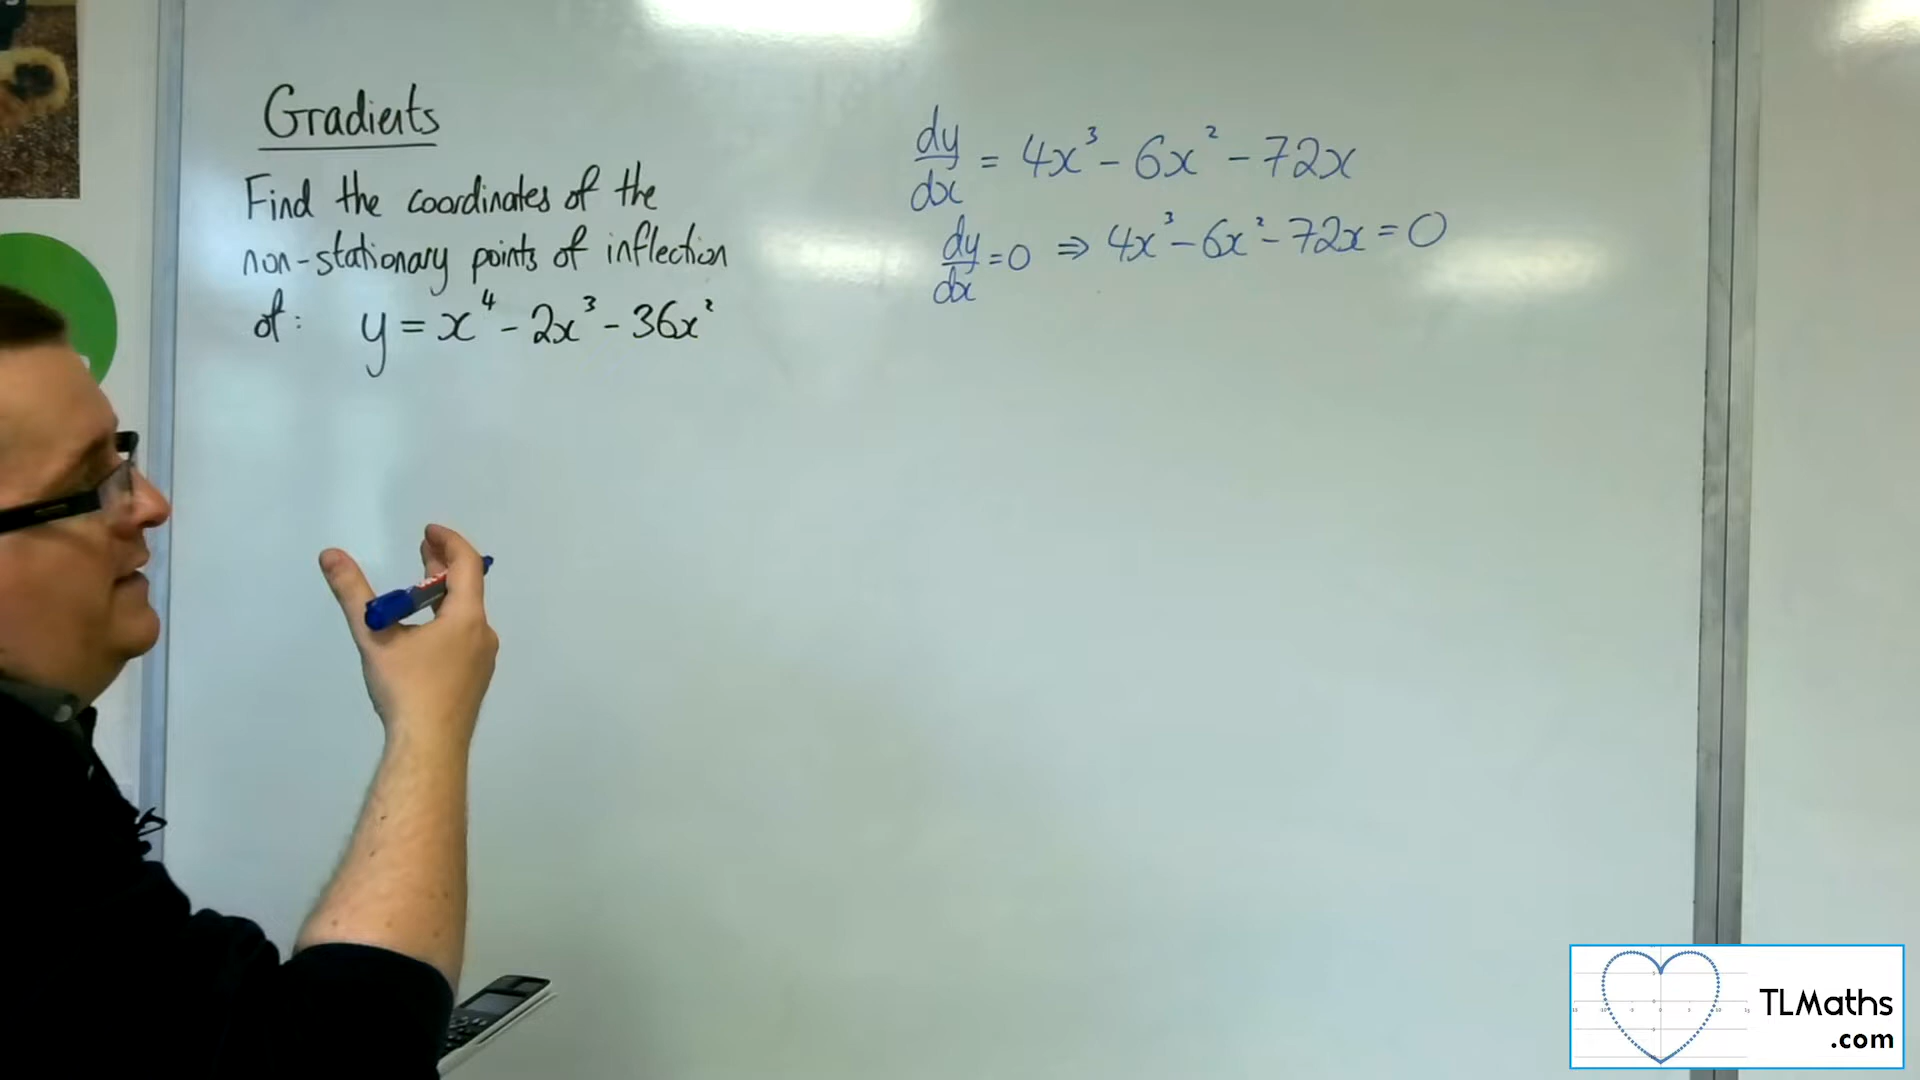 Gradients
Find the coordinates of the
non-stationary points of inflection
of: y = x⁴ - 2x³ - 36x²
dy/dx = 4x³ - 6x² - 72x
dy/dx = 0 ⇒ 4x³ - 6x² - 72x = 0
TLMaths
.com